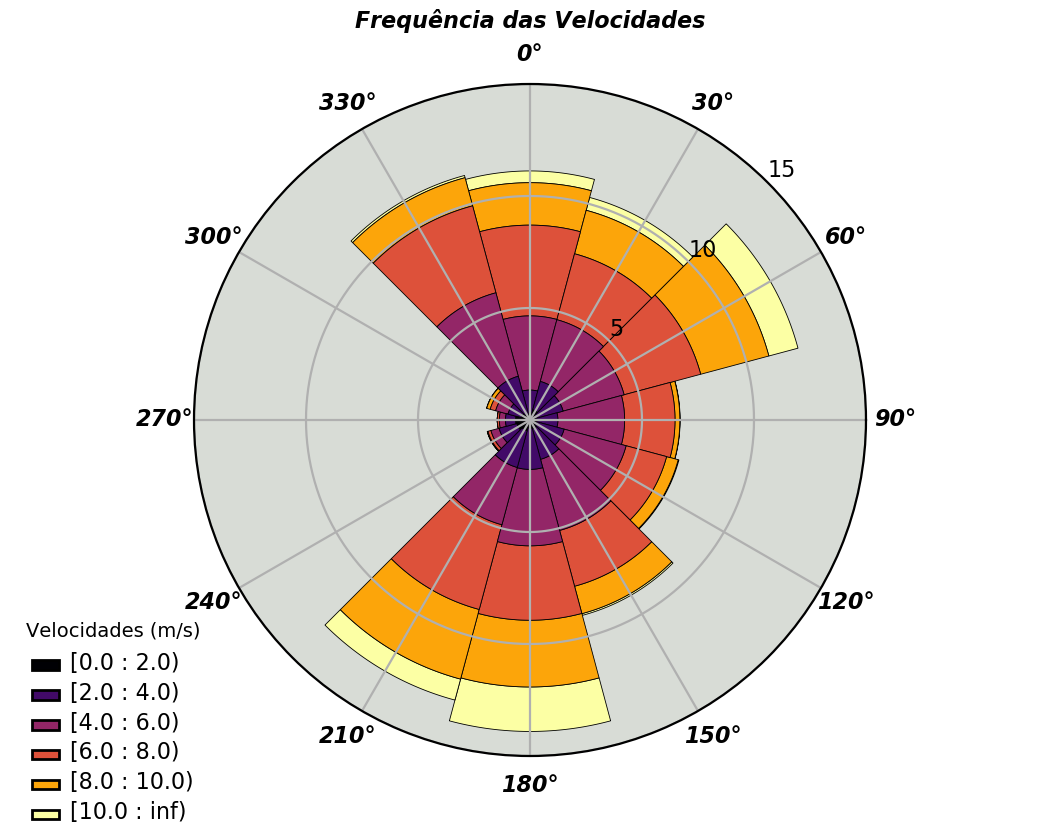 Frequência das Velocidades
0°
330°
30°
15
300°
60°
10
5
270°
90°
240°
120°
210°
150°
180°
Velocidades (m/s)
[0.0 : 2.0)
[2.0 : 4.0)
[4.0 : 6.0)
[6.0 : 8.0)
[8.0 : 10.0)
[10.0 : inf)